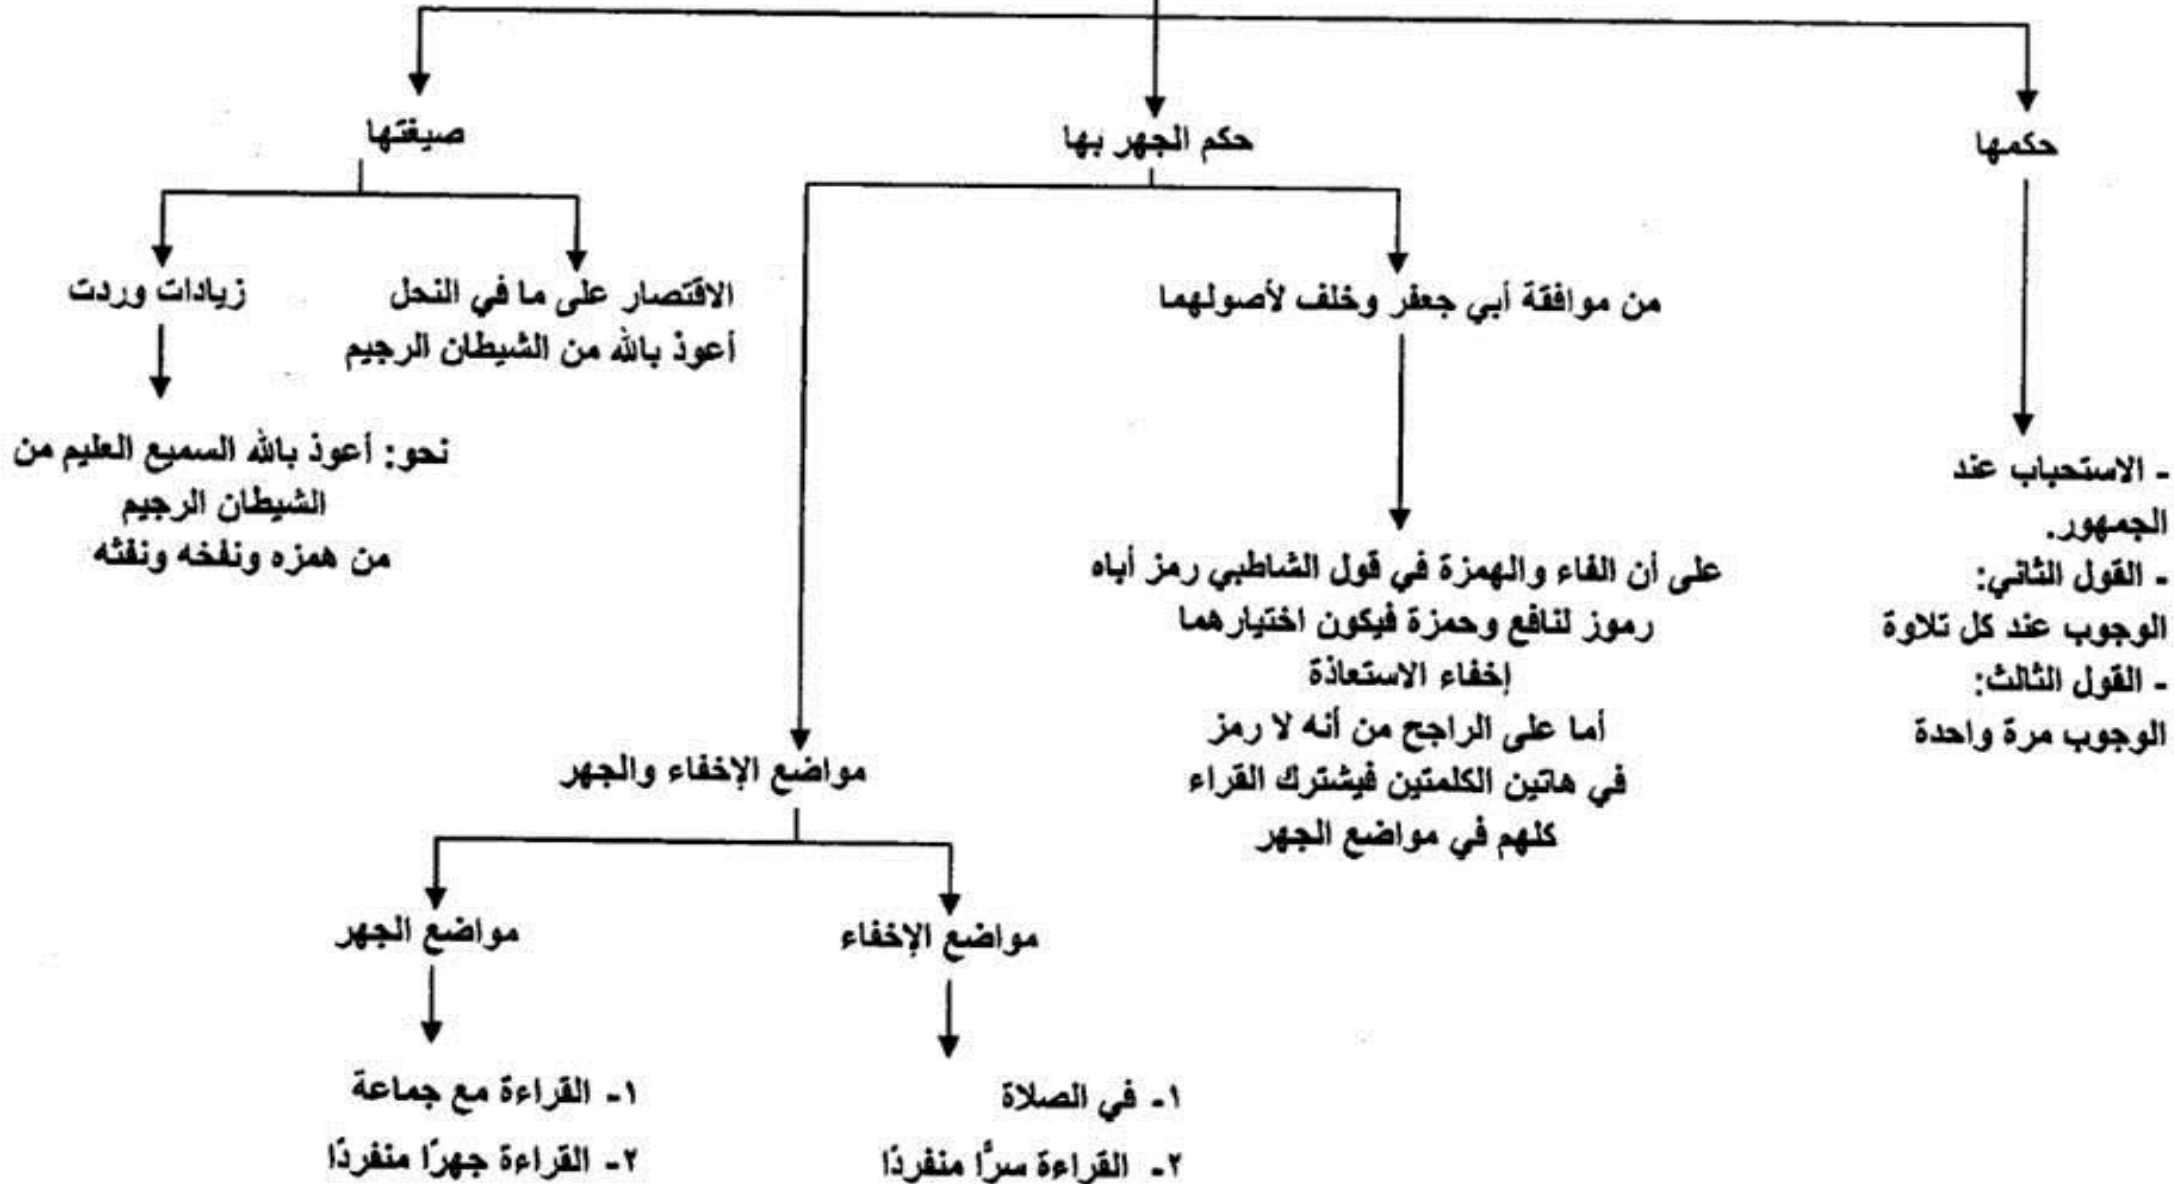 حكمها
- الاستحباب عند
الجمهور.
- القول الثاني:
الوجوب عند كل تلاوة
- القول الثالث:
الوجوب مرة واحدة
حكم الجهر بها
من موافقة أبي جعفر وخلف لأصولهما
على أن الفاء والهمزة في قول الشاطبي رمز أباه
رموز لنافع وحمزة فيكون اختيارهما
إخفاء الاستعاذة
أما على الراجح من أنه لا رمز
في هاتين الكلمتين فيشترك القراء
كلهم في مواضع الجهر
مواضع الإخفاء والجهر
مواضع الإخفاء
١- في الصلاة
٢- القراءة سرًّا منفردًا
مواضع الجهر
١- القراءة مع جماعة
٢- القراءة جهرًا منفردًا
صيغتها
الاقتصار على ما في النحل
أعوذ بالله من الشيطان الرجيم
زيادات وردت
نحو: أعوذ بالله السميع العليم من
الشيطان الرجيم
من همزه ونفخه ونفثه